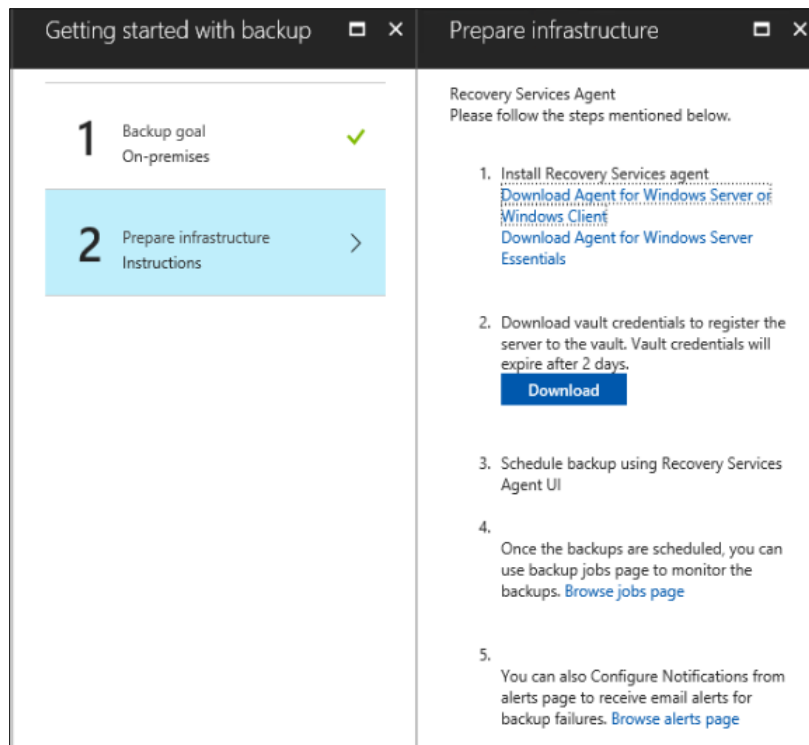 Getting started with backup
1
Backup goal
On-premises
2
Prepare infrastructure
Instructions
Prepare infrastructure
Recovery Services Agent
Please follow the steps mentioned below.
1. Install Recovery Services agent
Download Agent for Windows Server or
Windows Client
Download Agent for Windows Server
Essentials
2. Download vault credentials to register the
server to the vault. Vault credentials will
expire after 2 days.
Download
3. Schedule backup using Recovery Services
Agent UI
4.
Once the backups are scheduled, you can
use backup jobs page to monitor the
backups. Browse jobs page
5.
You can also Configure Notifications from
alerts page to receive email alerts for
backup failures. Browse alerts page